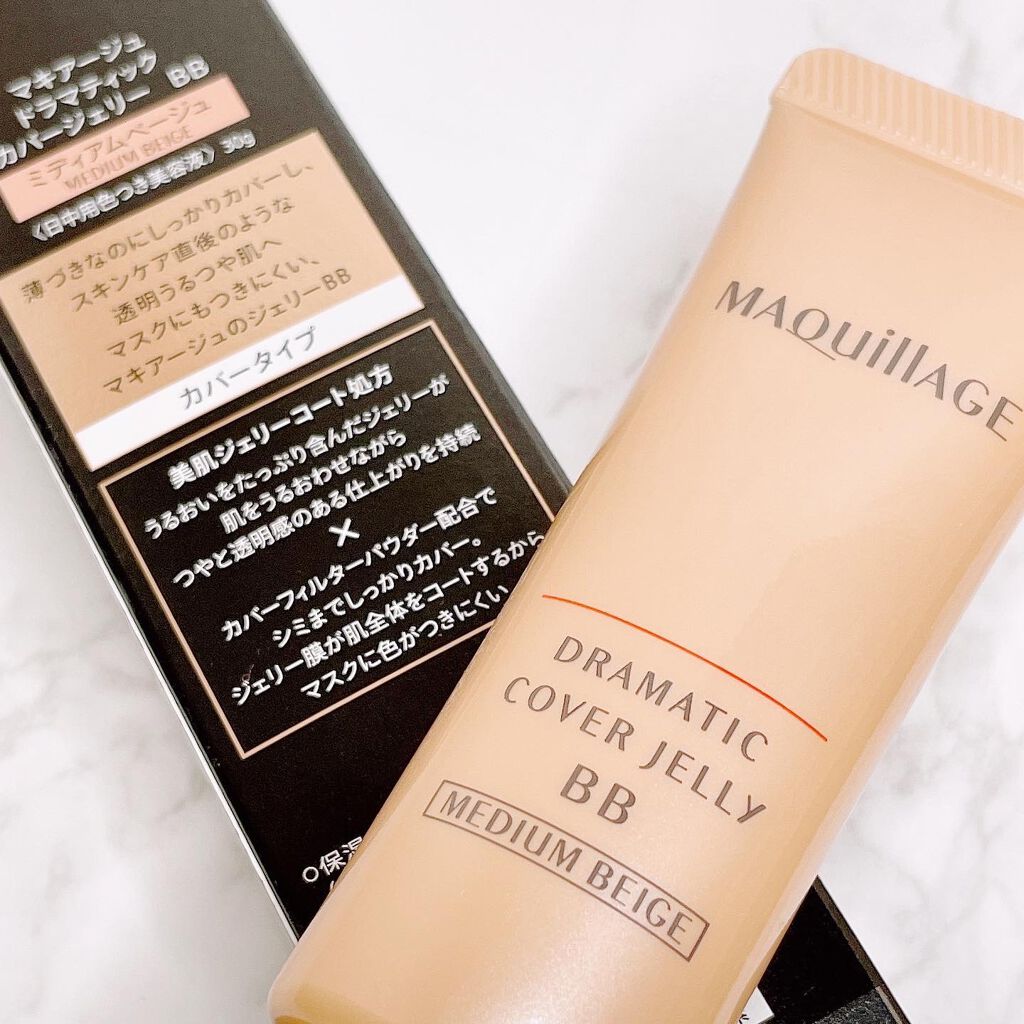 マキアージュ
ドラマティック
カバージェリー BB
ミディアムベージュ
MEDIUM BEIGE
〈日中用色つき美容液〉 30g
薄づきなのにしっかりカバーし、
スキンケア直後のような
透明うるつや肌へ
マスクにもつきにくい、
マキアージュのジェリーBB
カバータイプ
美肌ジェリーコート処方
うるおいをたっぷり含んだジェリーが
肌をうるおわせながら
つやと透明感のある仕上がりを持続
×
カバーフィルターパウダー配合で
シミまでしっかりカバー。
ジェリー膜が肌全体をコートするから
マスクに色がつきにくい
○保湿
MAQuillAGE
DRAMATIC
COVER JELLY
BB
MEDIUM BEIGE